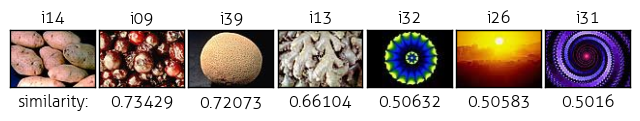 i14 i09 i39 i13 i32 i26 i31
similarity: 0.73429 0.72073 0.66104 0.50632 0.50583 0.5016